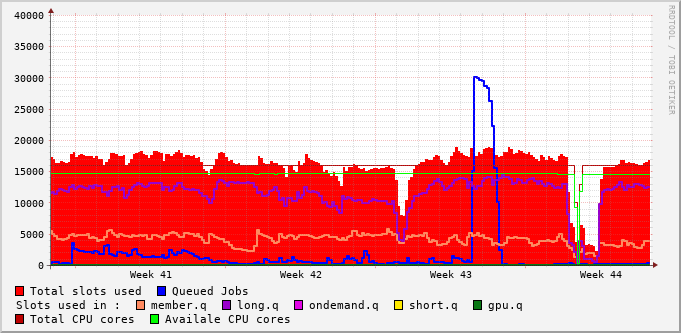 RRDTOOL / TOBI OETIKER
40000
35000
30000
25000
20000
15000
10000
5000
0
Week 41 Week 42 Week 43 Week 44
Total slots used Queued Jobs
Slots used in : member.q long.q ondemand.q short.q gpu.q
Total CPU cores Availale CPU cores